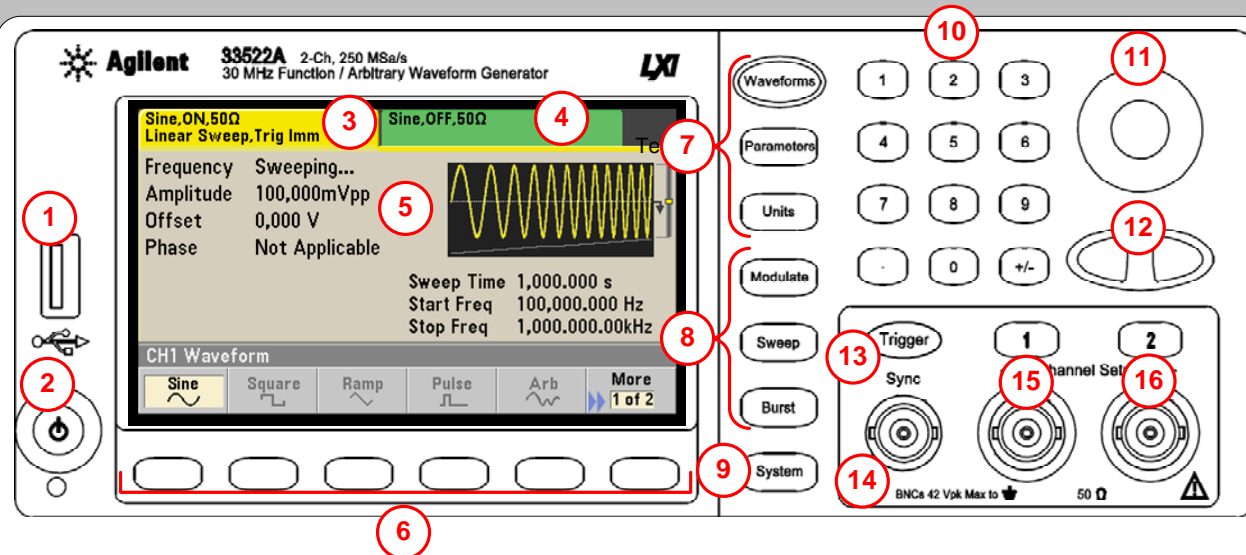 Agilent 33522A 2-Ch, 250 MSa/s
30 MHz Function / Arbitrary Waveform Generator
LXI
Sine,ON,50Ω
Linear Sweep,Trig Imm
3
Sine,OFF,50Ω
4
Te
Frequency Sweeping...
Amplitude 100,000mVpp
Offset 0,000 V
Phase Not Applicable
5
Sweep Time 1,000.000 s
Start Freq 100,000.000 Hz
Stop Freq 1,000.000.00kHz
CH1 Waveform
Sine
Square
Ramp
Pulse
Arb
More
1 of 2
1
2
6
Waveforms
Parameters
Units
7
Modulate
Sweep
Burst
8
System
9
10
1 2 3
4 5 6
7 8 9
. 0 +/-
11
12
Trigger
13
1
2
Sync
hannel Set
15
16
14
BNCs 42 Vpk Max to
50 Ω